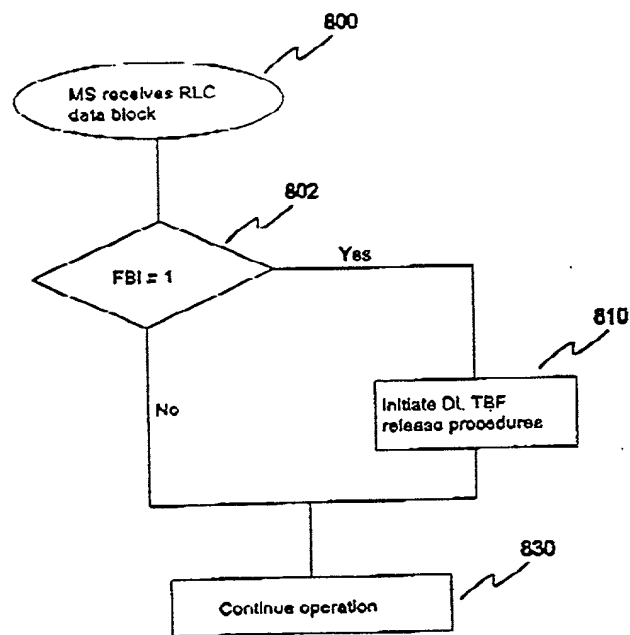 800
MS receives RLC
data block
802
FBI = 1
Yes
810
No
Initiate DL TBF
release procedures
830
Continue operation